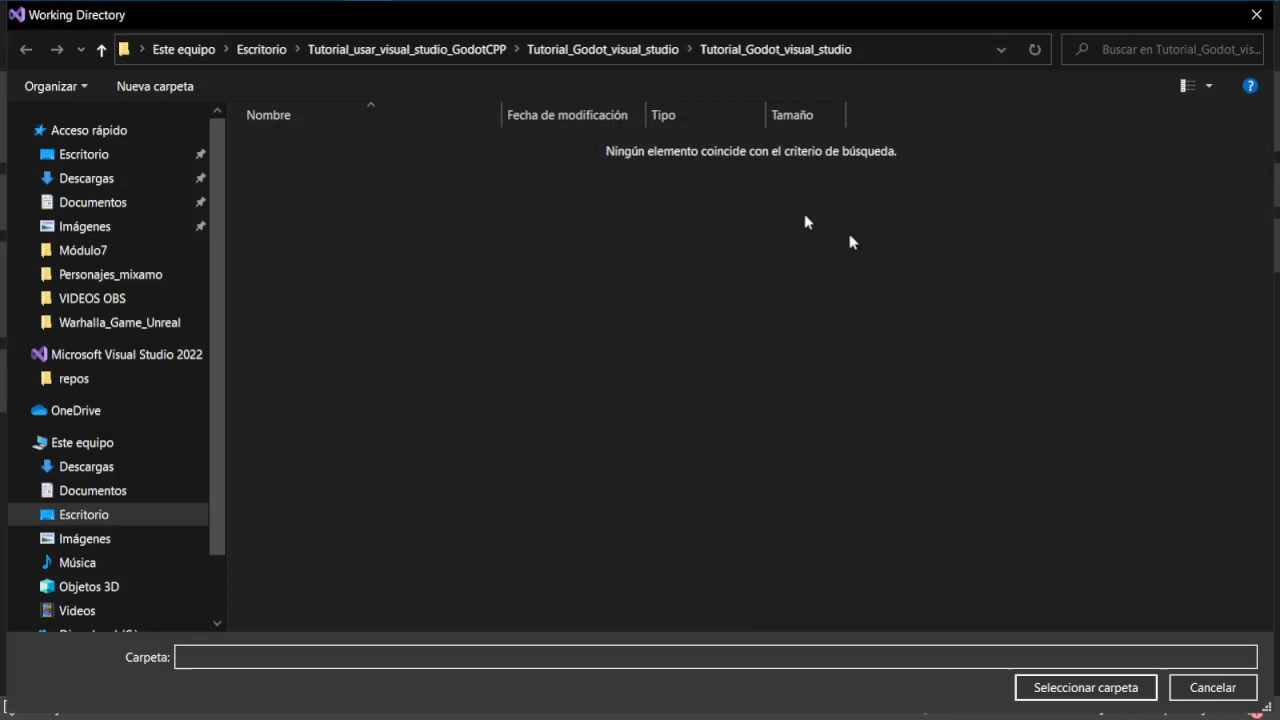 Working Directory
Este equipo > Escritorio > Tutorial_usar_visual_studio_GodotCPP > Tutorial_Godot_visual_studio > Tutorial_Godot_visual_studio
Buscar en Tutorial_Godot_vis...
Organizar
Nueva carpeta
Nombre
Fecha de modificación
Tipo
Tamaño
Ningún elemento coincide con el criterio de búsqueda.
Acceso rápido
Escritorio
Descargas
Documentos
Imágenes
Módulo7
Personajes_mixamo
VIDEOS OBS
Warhalla_Game_Unreal
Microsoft Visual Studio 2022
repos
OneDrive
Este equipo
Descargas
Documentos
Escritorio
Imágenes
Música
Objetos 3D
Videos
Carpeta:
Seleccionar carpeta
Cancelar